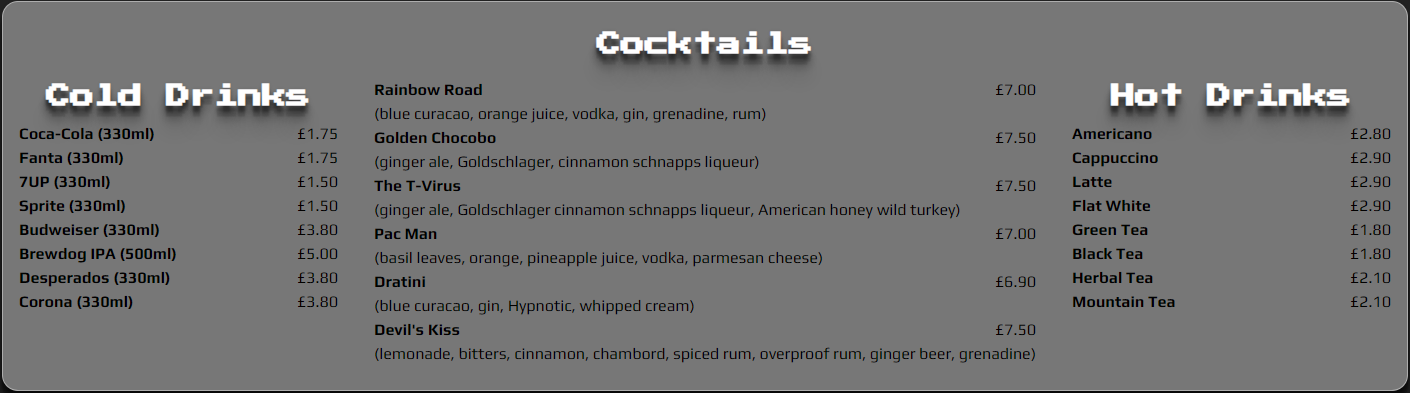 Cocktails
Cold Drinks
Coca-Cola (330ml) £1.75
Fanta (330ml) £1.75
7UP (330ml) £1.50
Sprite (330ml) £1.50
Budweiser (330ml) £3.80
Brewdog IPA (500ml) £5.00
Desperados (330ml) £3.80
Corona (330ml) £3.80
Rainbow Road £7.00
(blue curacao, orange juice, vodka, gin, grenadine, rum)
Golden Chocobo £7.50
(ginger ale, Goldschlager, cinnamon schnapps liqueur)
The T-Virus £7.50
(ginger ale, Goldschlager cinnamon schnapps liqueur, American honey wild turkey)
Pac Man £7.00
(basil leaves, orange, pineapple juice, vodka, parmesan cheese)
Dratini £6.90
(blue curacao, gin, Hypnotic, whipped cream)
Devil's Kiss £7.50
(lemonade, bitters, cinnamon, chambord, spiced rum, overproof rum, ginger beer, grenadine)
Hot Drinks
Americano £2.80
Cappuccino £2.90
Latte £2.90
Flat White £2.90
Green Tea £1.80
Black Tea £1.80
Herbal Tea £2.10
Mountain Tea £2.10